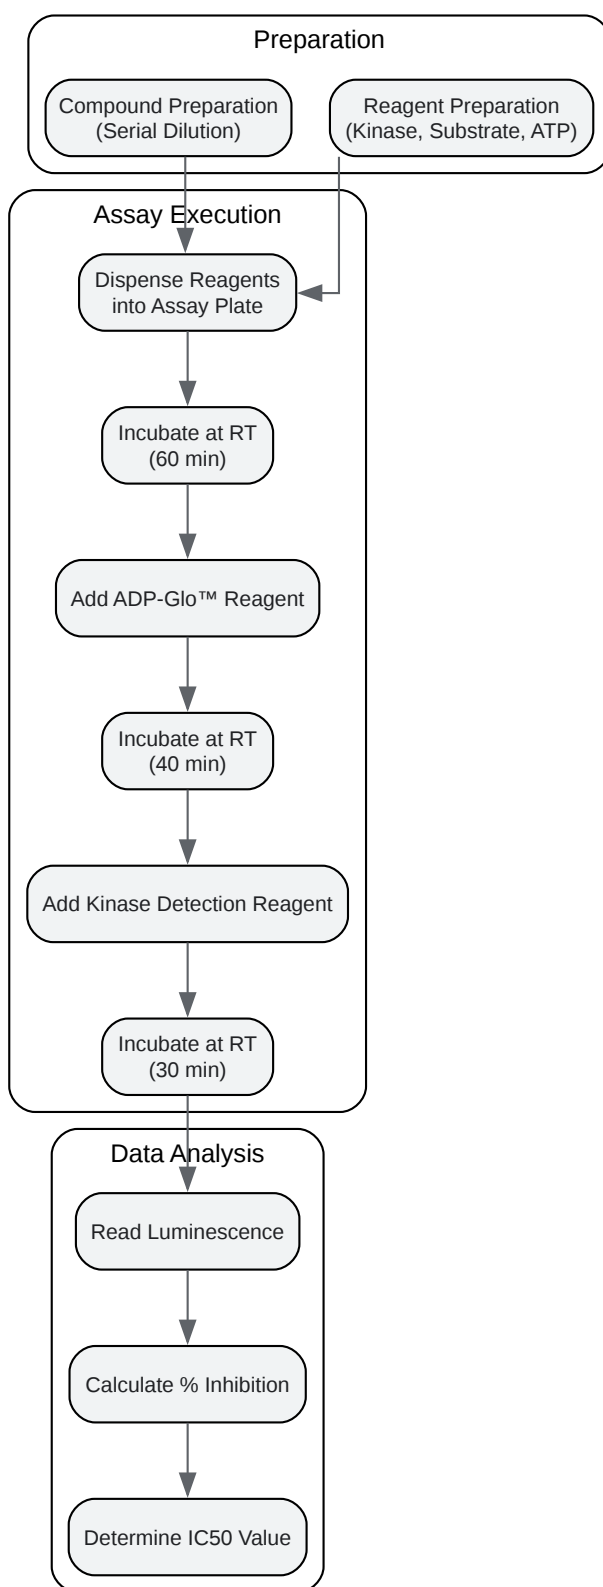 Preparation
Compound Preparation
(Serial Dilution)
Reagent Preparation
(Kinase, Substrate, ATP)
Assay Execution
Dispense Reagents
into Assay Plate
Incubate at RT
(60 min)
Add ADP-Glo™ Reagent
Incubate at RT
(40 min)
Add Kinase Detection Reagent
Incubate at RT
(30 min)
Data Analysis
Read Luminescence
Calculate % Inhibition
Determine IC50 Value